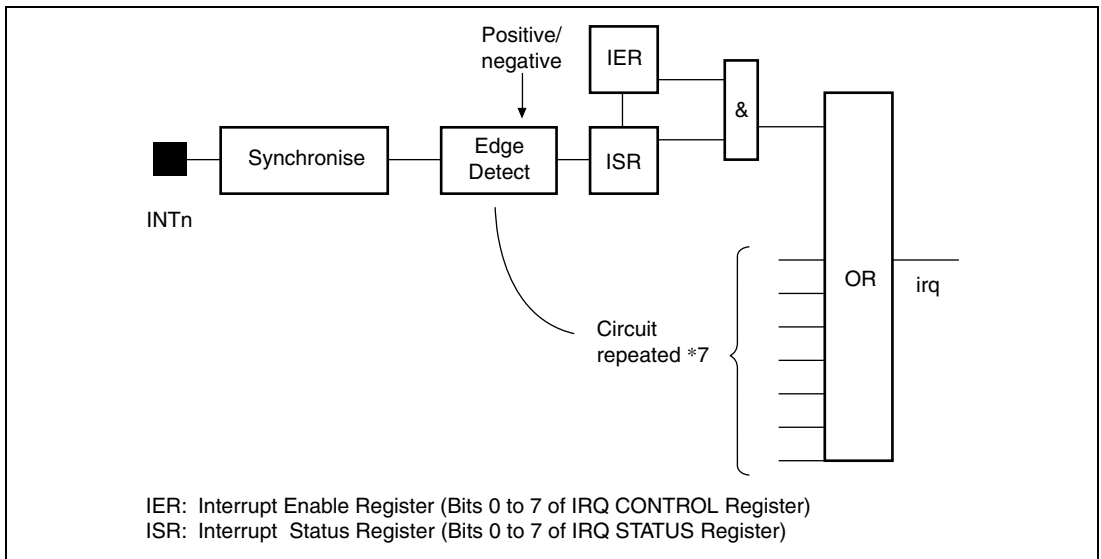 Positive/
negative
IER
&
Synchronise
Edge
Detect
ISR
INTn
OR
irq
Circuit
repeated *7
IER: Interrupt Enable Register (Bits 0 to 7 of IRQ CONTROL Register)
ISR: Interrupt Status Register (Bits 0 to 7 of IRQ STATUS Register)